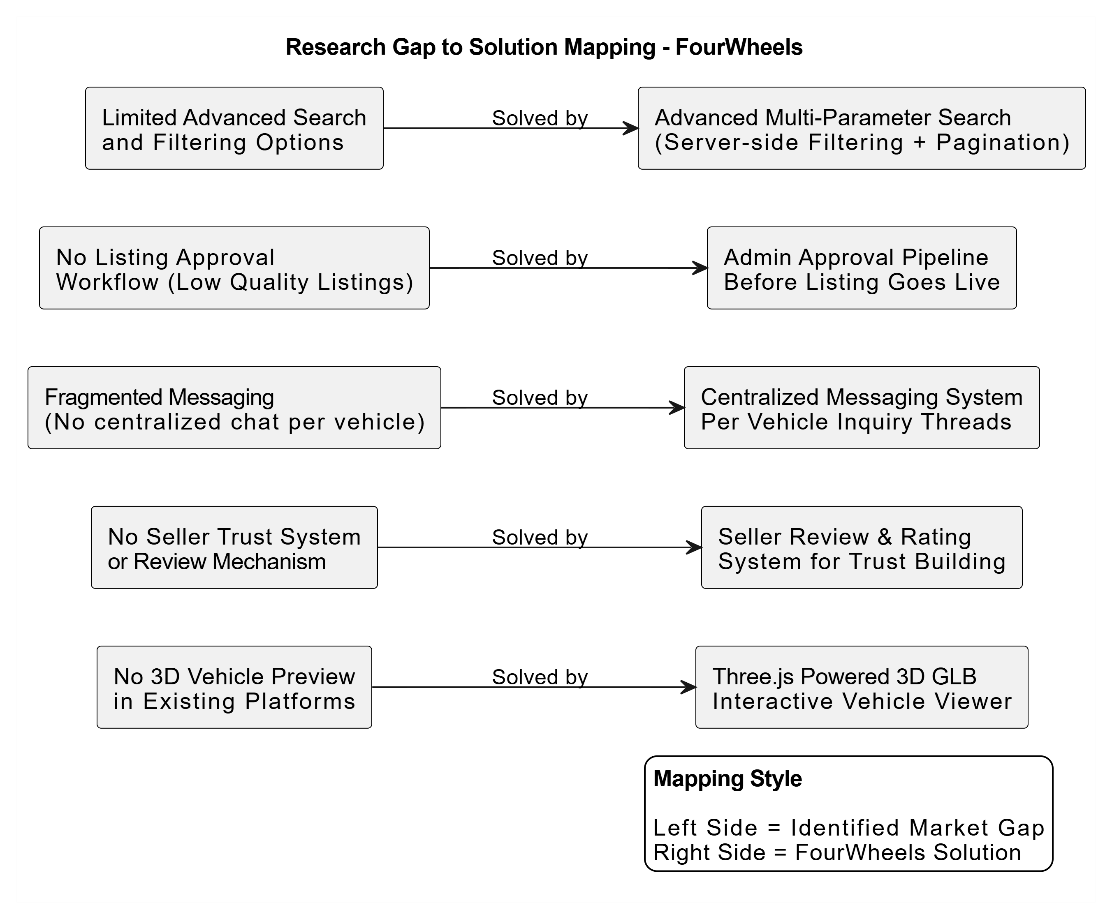 Research Gap to Solution Mapping - FourWheels
Limited Advanced Search
and Filtering Options
Solved by
Advanced Multi-Parameter Search
(Server-side Filtering + Pagination)
No Listing Approval
Workflow (Low Quality Listings)
Solved by
Admin Approval Pipeline
Before Listing Goes Live
Fragmented Messaging
(No centralized chat per vehicle)
Solved by
Centralized Messaging System
Per Vehicle Inquiry Threads
No Seller Trust System
or Review Mechanism
Solved by
Seller Review & Rating
System for Trust Building
No 3D Vehicle Preview
in Existing Platforms
Solved by
Three.js Powered 3D GLB
Interactive Vehicle Viewer
Mapping Style
Left Side = Identified Market Gap
Right Side = FourWheels Solution